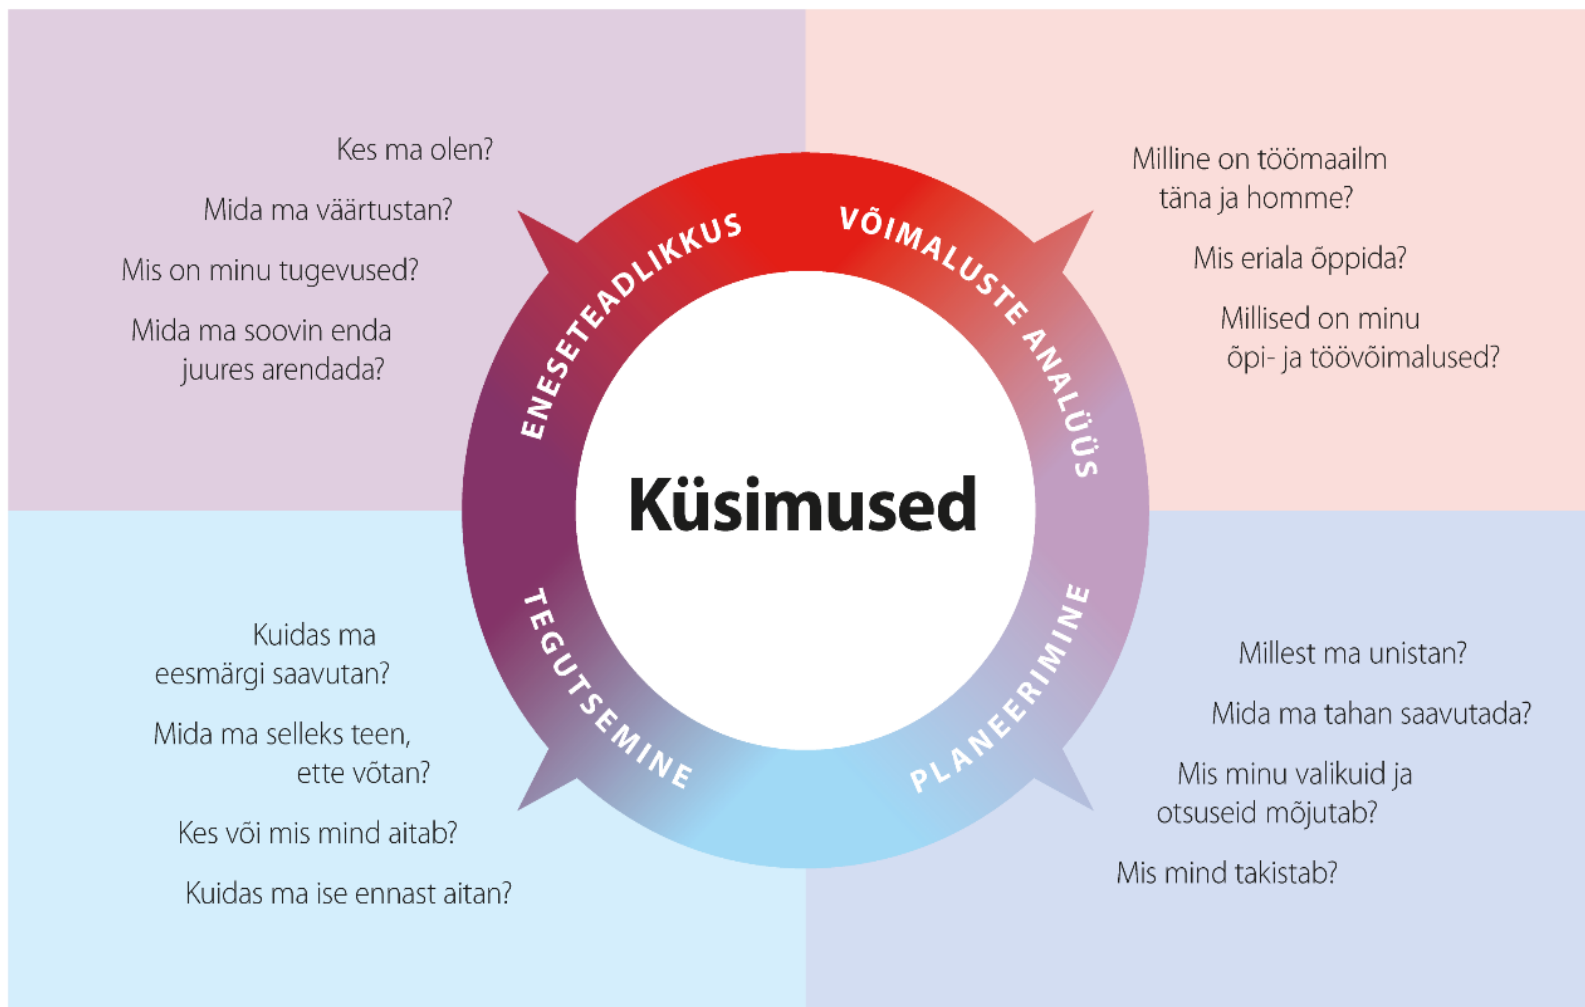 Kes ma olen?
Mida ma väärtustan?
Mis on minu tugevused?
Mida ma soovin enda
juures arendada?
ENESETEADLIKKUS
VÕIMALUSTE ANALÜÜS
Milline on töömaailm
täna ja homme?
Mis eriala õppida?
Millised on minu
õpi- ja töövõimalused?
Küsimused
TEGUTSEMINE
PLANEERIMINE
Kuidas ma
eesmärgi saavutan?
Mida ma selleks teen,
ette võtan?
Kes või mis mind aitab?
Kuidas ma ise ennast aitan?
Millest ma unistan?
Mida ma tahan saavutada?
Mis minu valikuid ja
otsuseid mõjutab?
Mis mind takistab?